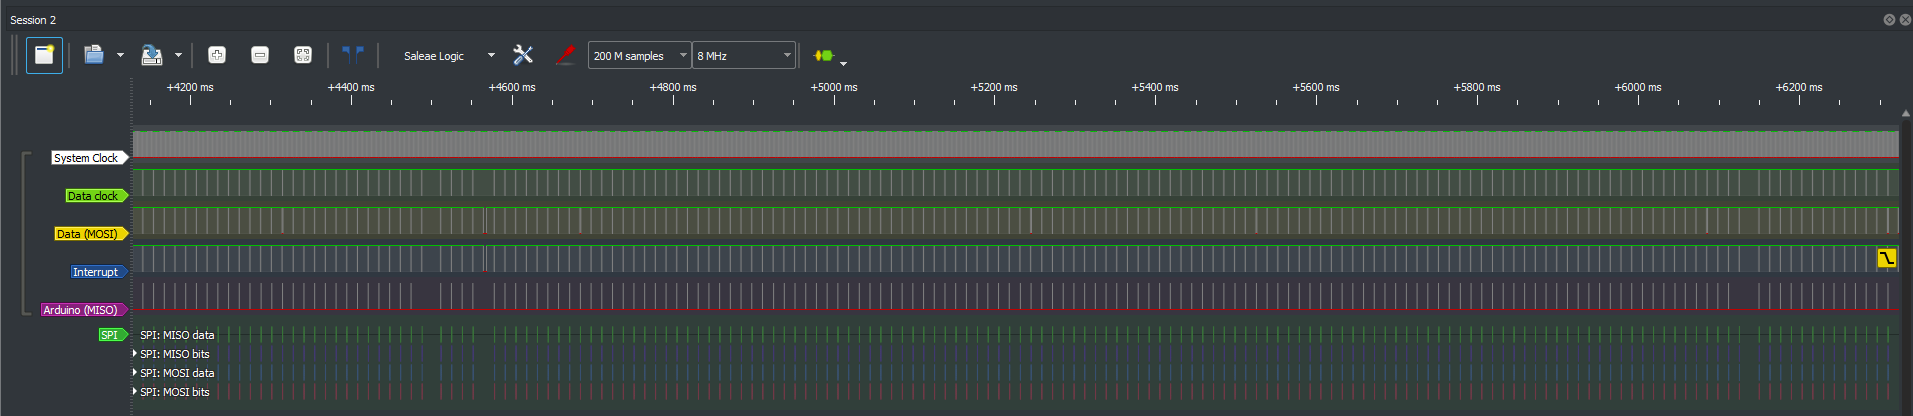 Session 2
Saleae Logic 200 M samples 8 MHz
+4200 ms +4400 ms +4600 ms +4800 ms +5000 ms +5200 ms +5400 ms +5600 ms +5800 ms +6000 ms +6200 ms
System Clock
Data clock
Data (MOSI)
Interrupt
Arduino (MISO)
SPI SPI: MISO data
SPI: MISO bits
SPI: MOSI data
SPI: MOSI bits